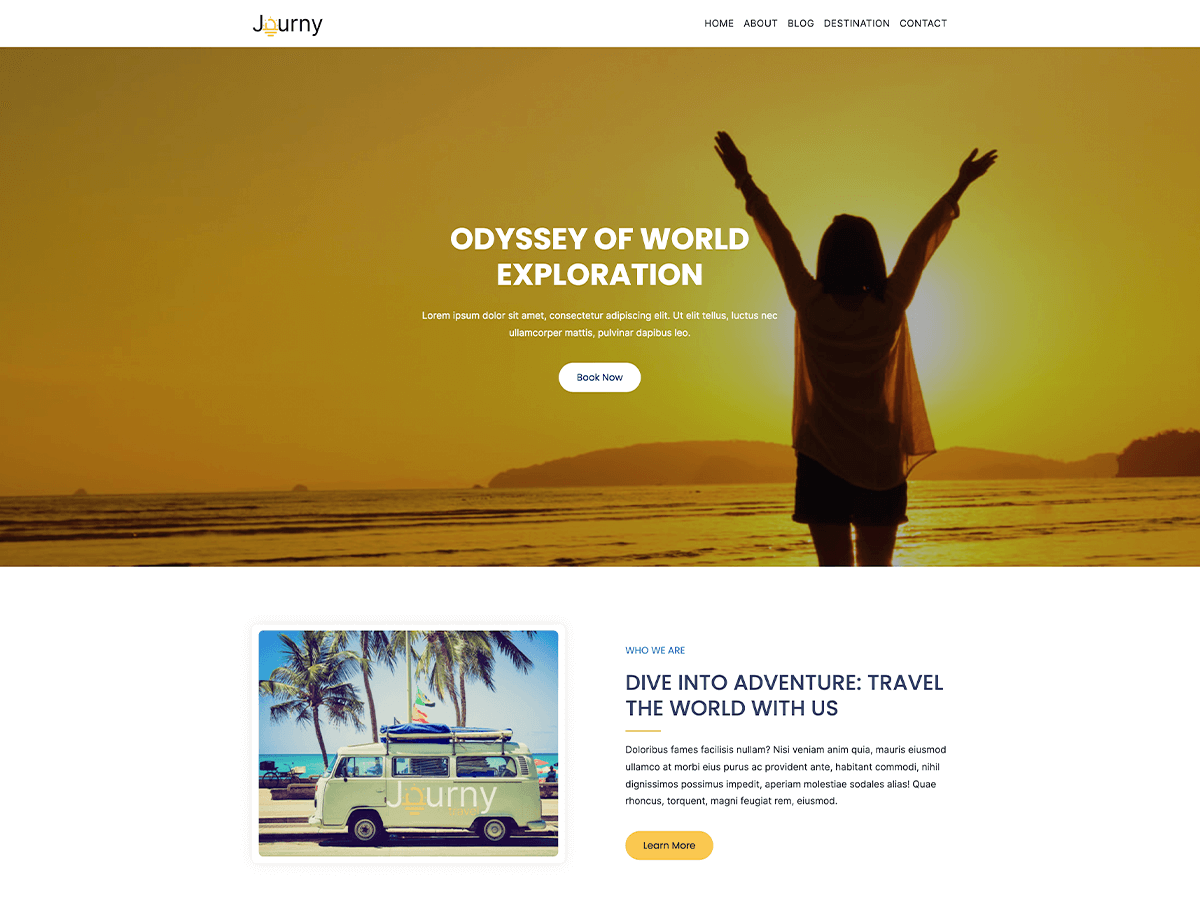 Journy
HOME ABOUT BLOG DESTINATION CONTACT
ODYSSEY OF WORLD
EXPLORATION
Lorem ipsum dolor sit amet, consectetur adipiscing elit. Ut elit tellus, luctus nec
ullamcorper mattis, pulvinar dapibus leo.
Book Now
Journy
WHO WE ARE
DIVE INTO ADVENTURE: TRAVEL
THE WORLD WITH US
Doloribus fames facilisis nullam? Nisi veniam anim quia, mauris eiusmod
ullamco at morbi eius purus ac provident ante, habitant commodi, nihil
dignissimos possimus impedit, aperiam molestiae sodales alias! Quae
rhoncus, torquent, magni feugiat rem, eiusmod.
Learn More